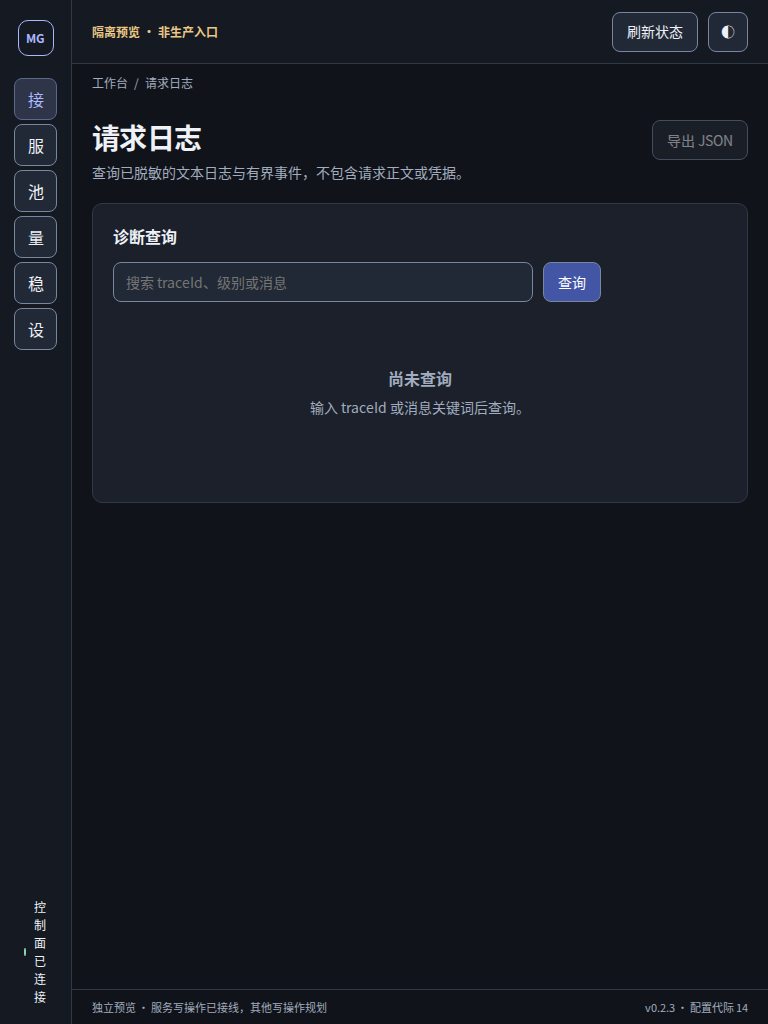 MG
接
服
池
量
稳
设
控
制
面
已
连
接
隔离预览 · 非生产入口
刷新状态
工作台 / 请求日志
请求日志
导出 JSON
查询已脱敏的文本日志与有界事件，不包含请求正文或凭据。
诊断查询
搜索 traceId、级别或消息
查询
尚未查询
输入 traceId 或消息关键词后查询。
独立预览 · 服务写操作已接线，其他写操作规划
v0.2.3 · 配置代际 14